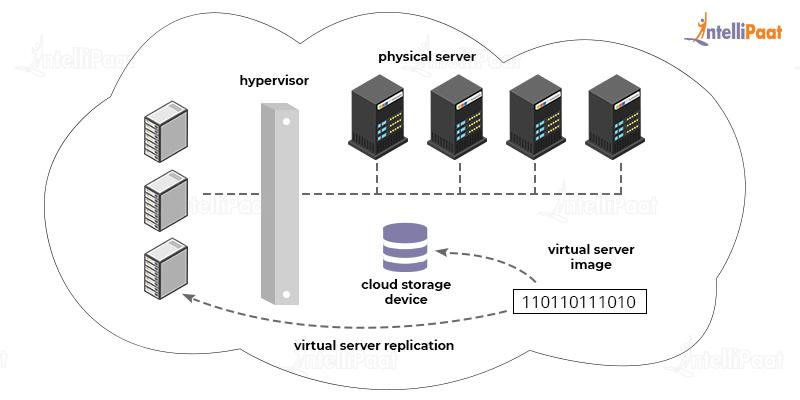 IntelliPaat
physical server
hypervisor
virtual server
image
cloud storage
device
110110111010
virtual server replication